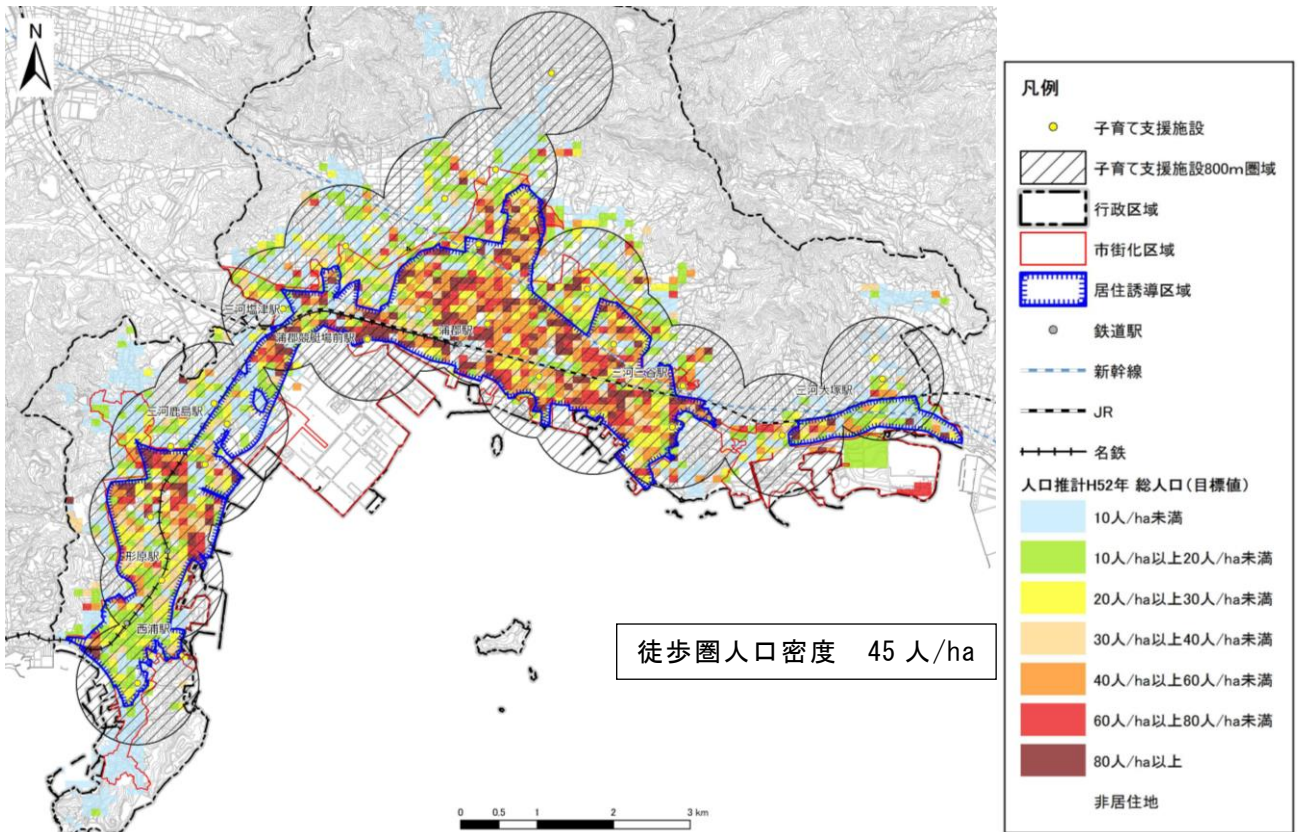 N
三河塩津駅
蒲郡競艇場前駅
蒲郡駅
三河三谷駅
三河大塚駅
三河鹿島駅
形原駅
西浦駅
徒歩圏人口密度 45 人/ha
0 0.5 1 2 3 km
凡例
子育て支援施設
子育て支援施設800m圏域
行政区域
市街化区域
居住誘導区域
鉄道駅
新幹線
JR
名鉄
人口推計H52年 総人口(目標値)
10人/ha未満
10人/ha以上20人/ha未満
20人/ha以上30人/ha未満
30人/ha以上40人/ha未満
40人/ha以上60人/ha未満
60人/ha以上80人/ha未満
80人/ha以上
非居住地